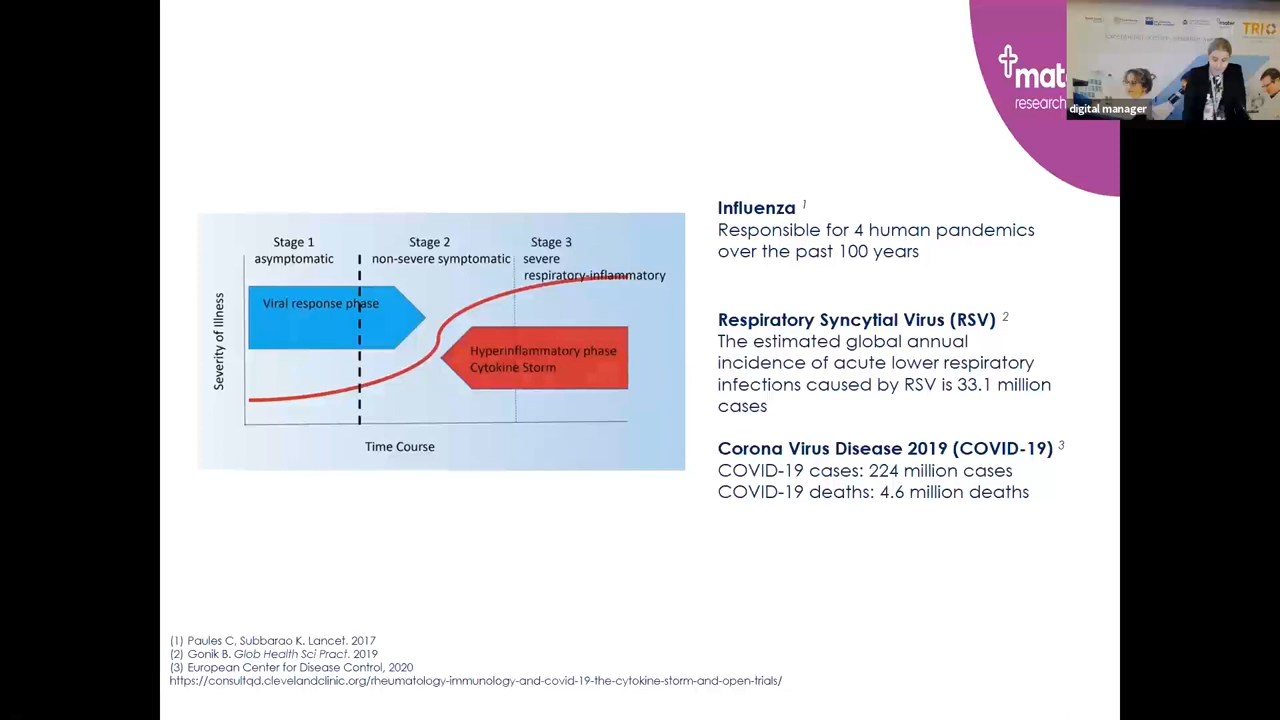 mat
research
TRI
digital manager
Influenza 1
Responsible for 4 human pandemics
over the past 100 years
Stage 1
asymptomatic
Stage 2
non-severe symptomatic
Stage 3
severe
respiratory-inflammatory
Viral response phase
Hyperinflammatory phase
Cytokine Storm
Severity of Illness
Time Course
Respiratory Syncytial Virus (RSV) 2
The estimated global annual
incidence of acute lower respiratory
infections caused by RSV is 33.1 million
cases
Corona Virus Disease 2019 (COVID-19) 3
COVID-19 cases: 224 million cases
COVID-19 deaths: 4.6 million deaths
(1) Paules C, Subbarao K. Lancet. 2017
(2) Gonik B. Glob Health Sci Pract. 2019
(3) European Center for Disease Control, 2020
https://consultqd.clevelandclinic.org/rheumatology-immunology-and-covid-19-the-cytokine-storm-and-open-trials/